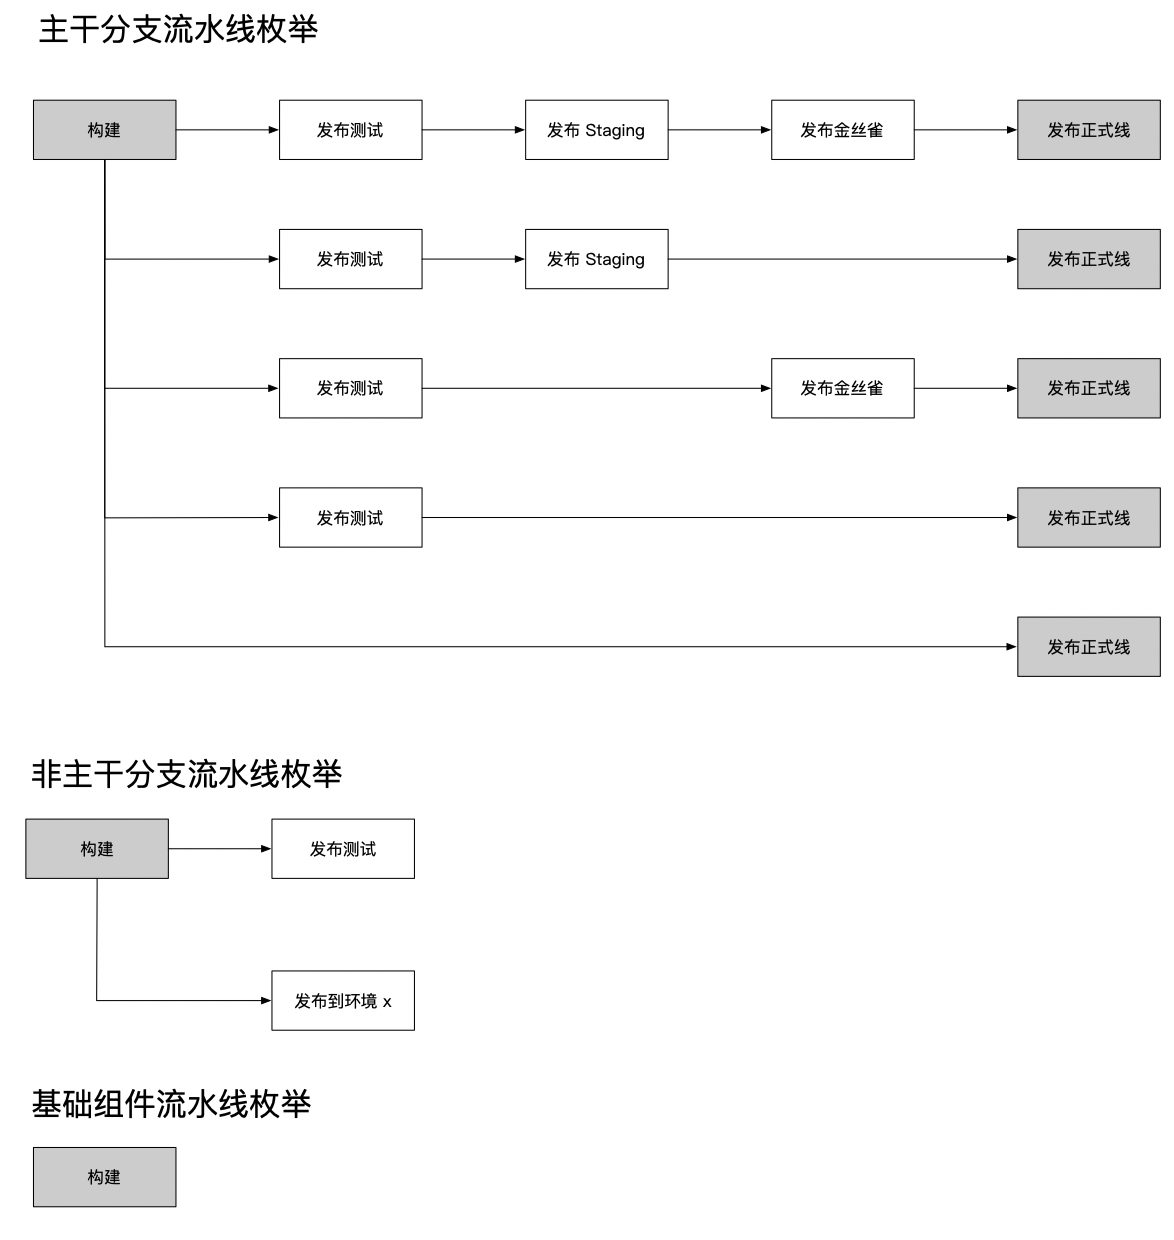 主干分支流水线枚举
构建
发布测试
发布 Staging
发布金丝雀
发布正式线
发布测试
发布 Staging
发布正式线
发布测试
发布金丝雀
发布正式线
发布测试
发布正式线
发布正式线
非主干分支流水线枚举
构建
发布测试
发布到环境 x
基础组件流水线枚举
构建